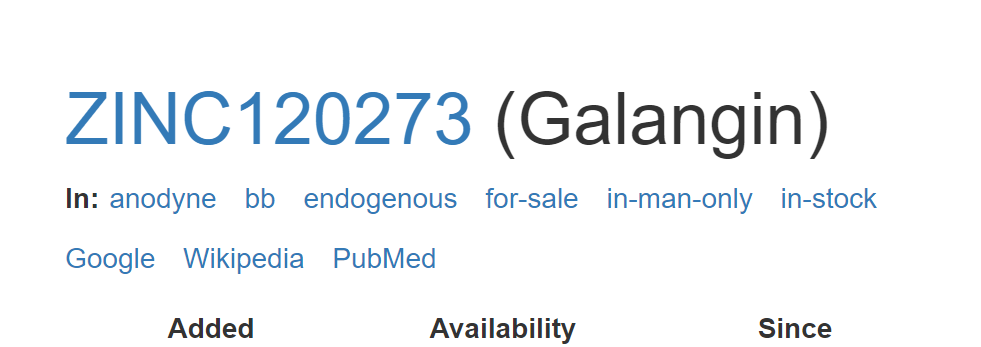 ZINC120273 (Galangin)
In: anodyne bb endogenous for-sale in-man-only in-stock
Google Wikipedia PubMed
Added Availability Since